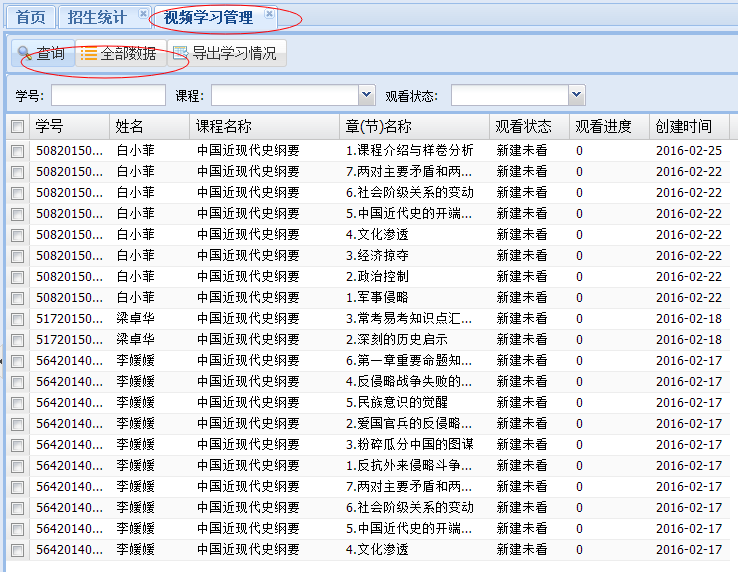 首页 招生统计 视频学习管理
查询 全部数据 导出学习情况
学号: 课程: 观看状态:
学号 姓名 课程名称 章(节)名称 观看状态 观看进度 创建时间
50820150... 白小菲 中国近现代史纲要 1.课程介绍与样卷分析 新建未看 0 2016-02-25
50820150... 白小菲 中国近现代史纲要 7.两对主要矛盾和两... 新建未看 0 2016-02-22
50820150... 白小菲 中国近现代史纲要 6.社会阶级关系的变动 新建未看 0 2016-02-22
50820150... 白小菲 中国近现代史纲要 5.中国近代史的开端... 新建未看 0 2016-02-22
50820150... 白小菲 中国近现代史纲要 4.文化渗透 新建未看 0 2016-02-22
50820150... 白小菲 中国近现代史纲要 3.经济掠夺 新建未看 0 2016-02-22
50820150... 白小菲 中国近现代史纲要 2.政治控制 新建未看 0 2016-02-22
50820150... 白小菲 中国近现代史纲要 1.军事侵略 新建未看 0 2016-02-22
51720150... 梁卓华 中国近现代史纲要 3.常考易考知识点汇... 新建未看 0 2016-02-18
51720150... 梁卓华 中国近现代史纲要 2.深刻的历史启示 新建未看 0 2016-02-18
56420140... 李媛媛 中国近现代史纲要 6.第一章重要命题知... 新建未看 0 2016-02-17
56420140... 李媛媛 中国近现代史纲要 4.反侵略战争失败的... 新建未看 0 2016-02-17
56420140... 李媛媛 中国近现代史纲要 5.民族意识的觉醒 新建未看 0 2016-02-17
56420140... 李媛媛 中国近现代史纲要 2.爱国官兵的反侵略... 新建未看 0 2016-02-17
56420140... 李媛媛 中国近现代史纲要 3.粉碎瓜分中国的图谋 新建未看 0 2016-02-17
56420140... 李媛媛 中国近现代史纲要 1.反抗外来侵略斗争... 新建未看 0 2016-02-17
56420140... 李媛媛 中国近现代史纲要 7.两对主要矛盾和两... 新建未看 0 2016-02-17
56420140... 李媛媛 中国近现代史纲要 6.社会阶级关系的变动 新建未看 0 2016-02-17
56420140... 李媛媛 中国近现代史纲要 5.中国近代史的开端... 新建未看 0 2016-02-17
56420140... 李媛媛 中国近现代史纲要 4.文化渗透 新建未看 0 2016-02-17